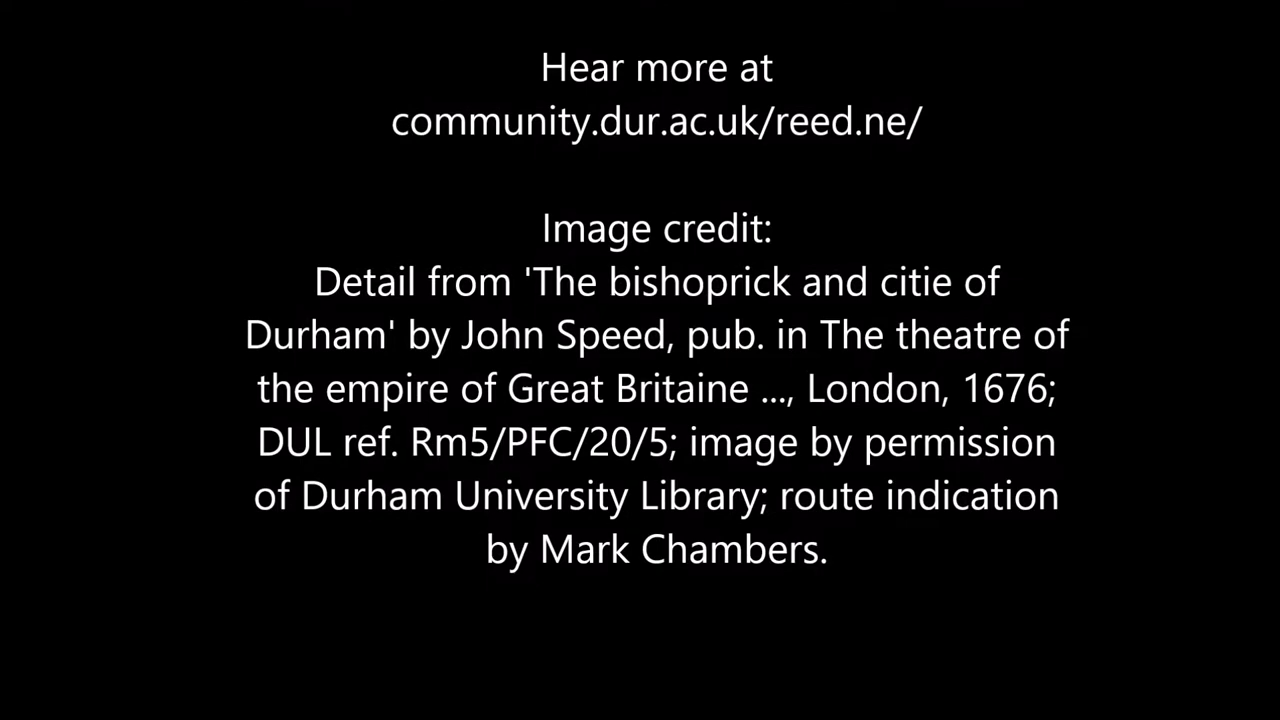 Hear more at
community.dur.ac.uk/reed.ne/
Image credit:
Detail from 'The bishoprick and citie of
Durham' by John Speed, pub. in The theatre of
the empire of Great Britaine ..., London, 1676;
DUL ref. Rm5/PFC/20/5; image by permission
of Durham University Library; route indication
by Mark Chambers.